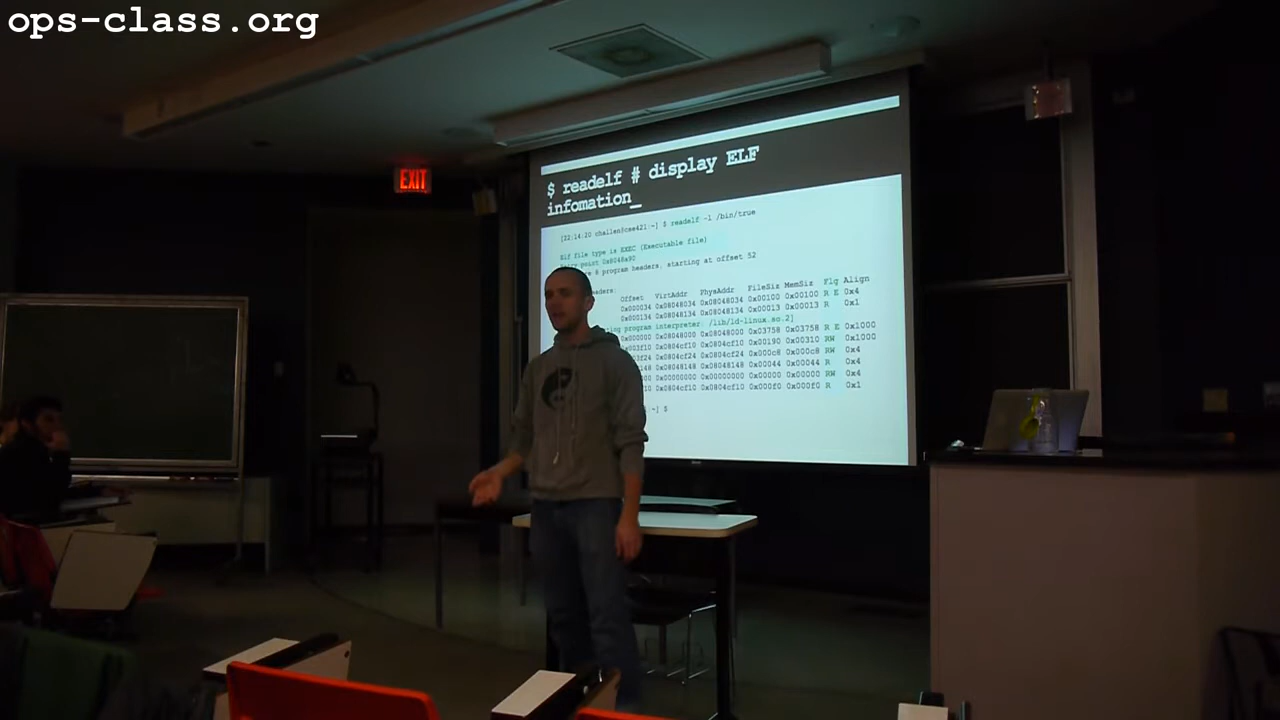 ops-class.org
EXIT
$ readelf # display ELF
infomation_
[22:14:20 challen@cse421 ~] $ readelf -l /bin/true
Elf file type is EXEC (Executable file)
Entry point 0x8048a90
are 8 program headers, starting at offset 52
Offset VirtAddr PhysAddr FileSiz MemSiz Flg Align
0x000034 0x08048034 0x08048034 0x00100 0x00100 R E 0x4
0x000134 0x08048134 0x08048134 0x00013 0x00013 R 0x1
program interpreter: /lib/ld-linux.so.2]
0x000000 0x08048000 0x08048000 0x03758 0x03758 R E 0x1000
0x003f10 0x0804cf10 0x0804cf10 0x00190 0x00310 RW 0x1000
0x0804cf24 0x0804cf24 0x000c8 0x000c8 RW 0x4
0x08048148 0x08048148 0x00044 0x00044 R 0x4
0x00000000 0x00000000 0x00000 0x00000 RW 0x4
0x0804cf10 0x0804cf10 0x000f0 0x000f0 R 0x1
~] $